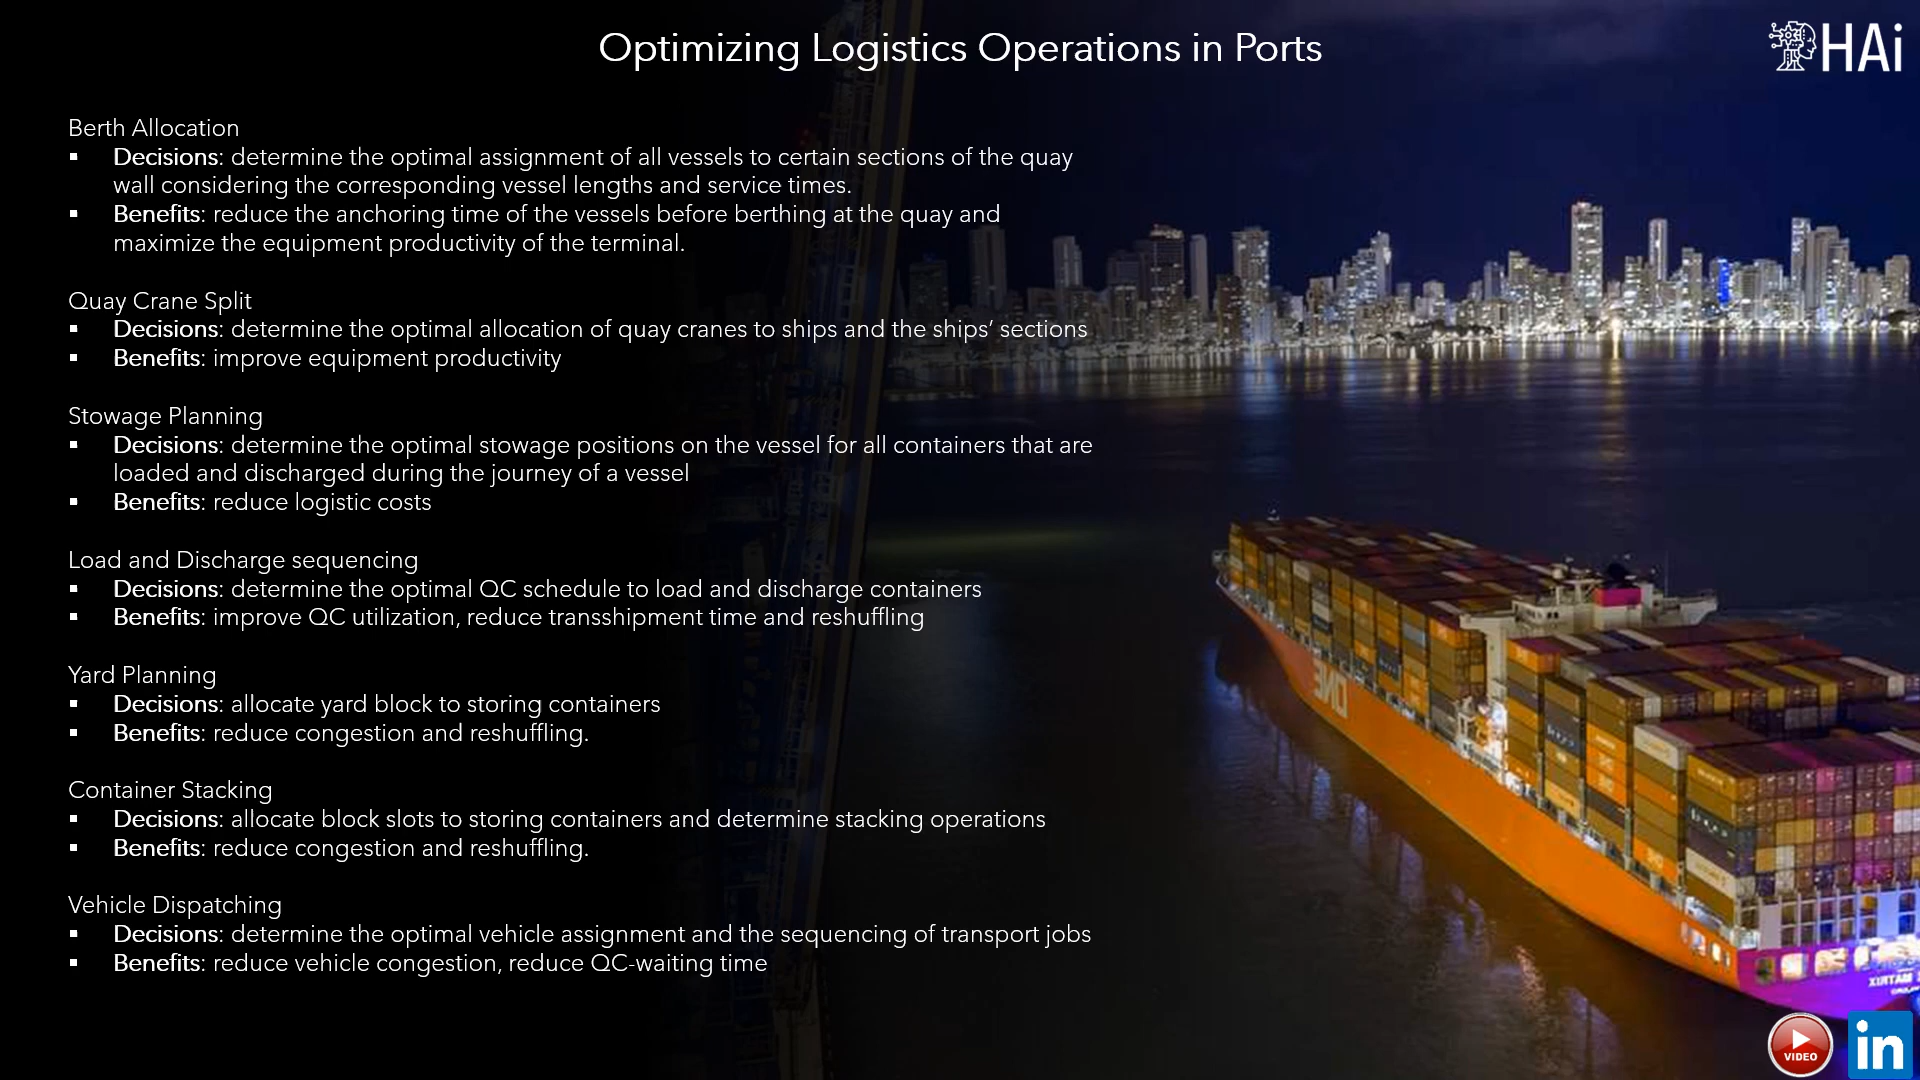 Optimizing Logistics Operations in Ports
HAi
Berth Allocation
▪ Decisions: determine the optimal assignment of all vessels to certain sections of the quay
wall considering the corresponding vessel lengths and service times.
▪ Benefits: reduce the anchoring time of the vessels before berthing at the quay and
maximize the equipment productivity of the terminal.
Quay Crane Split
▪ Decisions: determine the optimal allocation of quay cranes to ships and the ships’ sections
▪ Benefits: improve equipment productivity
Stowage Planning
▪ Decisions: determine the optimal stowage positions on the vessel for all containers that are
loaded and discharged during the journey of a vessel
▪ Benefits: reduce logistic costs
Load and Discharge sequencing
▪ Decisions: determine the optimal QC schedule to load and discharge containers
▪ Benefits: improve QC utilization, reduce transshipment time and reshuffling
Yard Planning
▪ Decisions: allocate yard block to storing containers
▪ Benefits: reduce congestion and reshuffling.
Container Stacking
▪ Decisions: allocate block slots to storing containers and determine stacking operations
▪ Benefits: reduce congestion and reshuffling.
Vehicle Dispatching
▪ Decisions: determine the optimal vehicle assignment and the sequencing of transport jobs
▪ Benefits: reduce vehicle congestion, reduce QC-waiting time
ONE
VIDEO
in